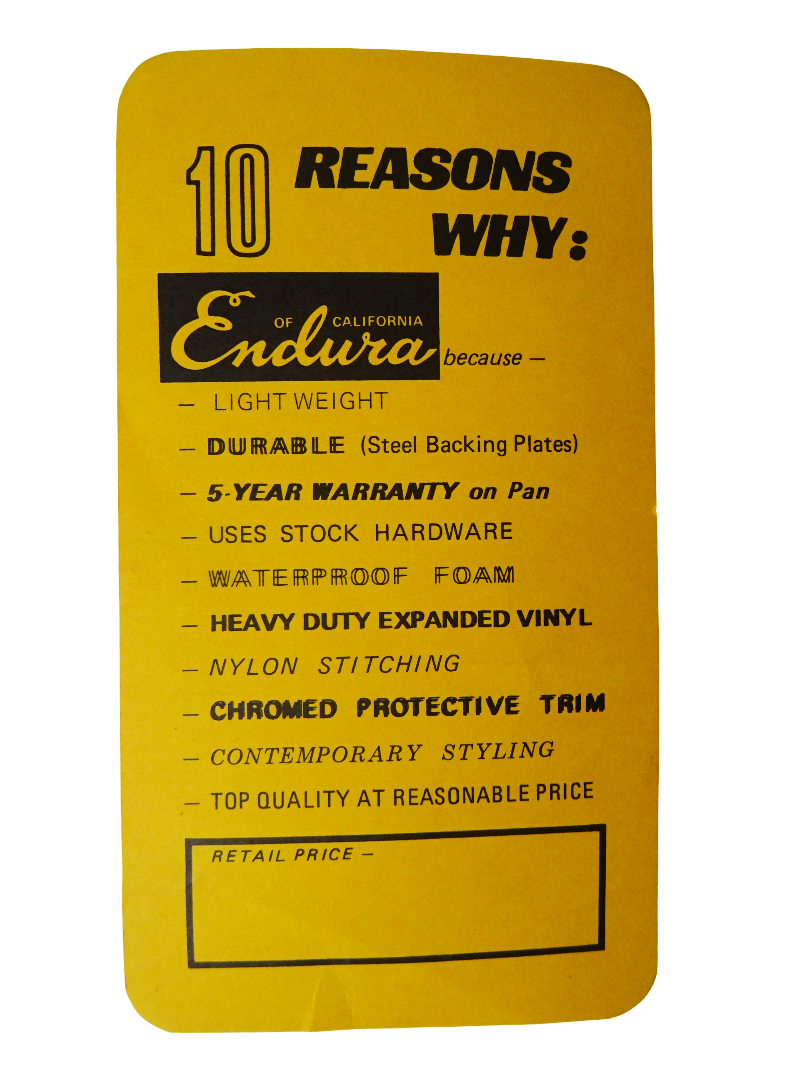 10 REASONS
WHY:
Endura OF CALIFORNIA because —
— LIGHT WEIGHT
— DURABLE (Steel Backing Plates)
— 5-YEAR WARRANTY on Pan
— USES STOCK HARDWARE
— WATERPROOF FOAM
— HEAVY DUTY EXPANDED VINYL
— NYLON STITCHING
— CHROMED PROTECTIVE TRIM
— CONTEMPORARY STYLING
— TOP QUALITY AT REASONABLE PRICE
RETAIL PRICE —